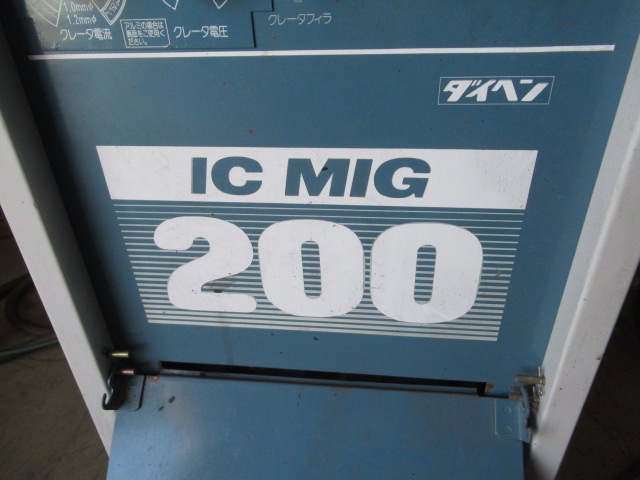 1.0mmφ
1.2mmφ
クレータ電流
アルミの場合は
裏面をご使用く
ださい。
クレータ電圧
クレータフィラ
ダイヘン
IC MIG
200